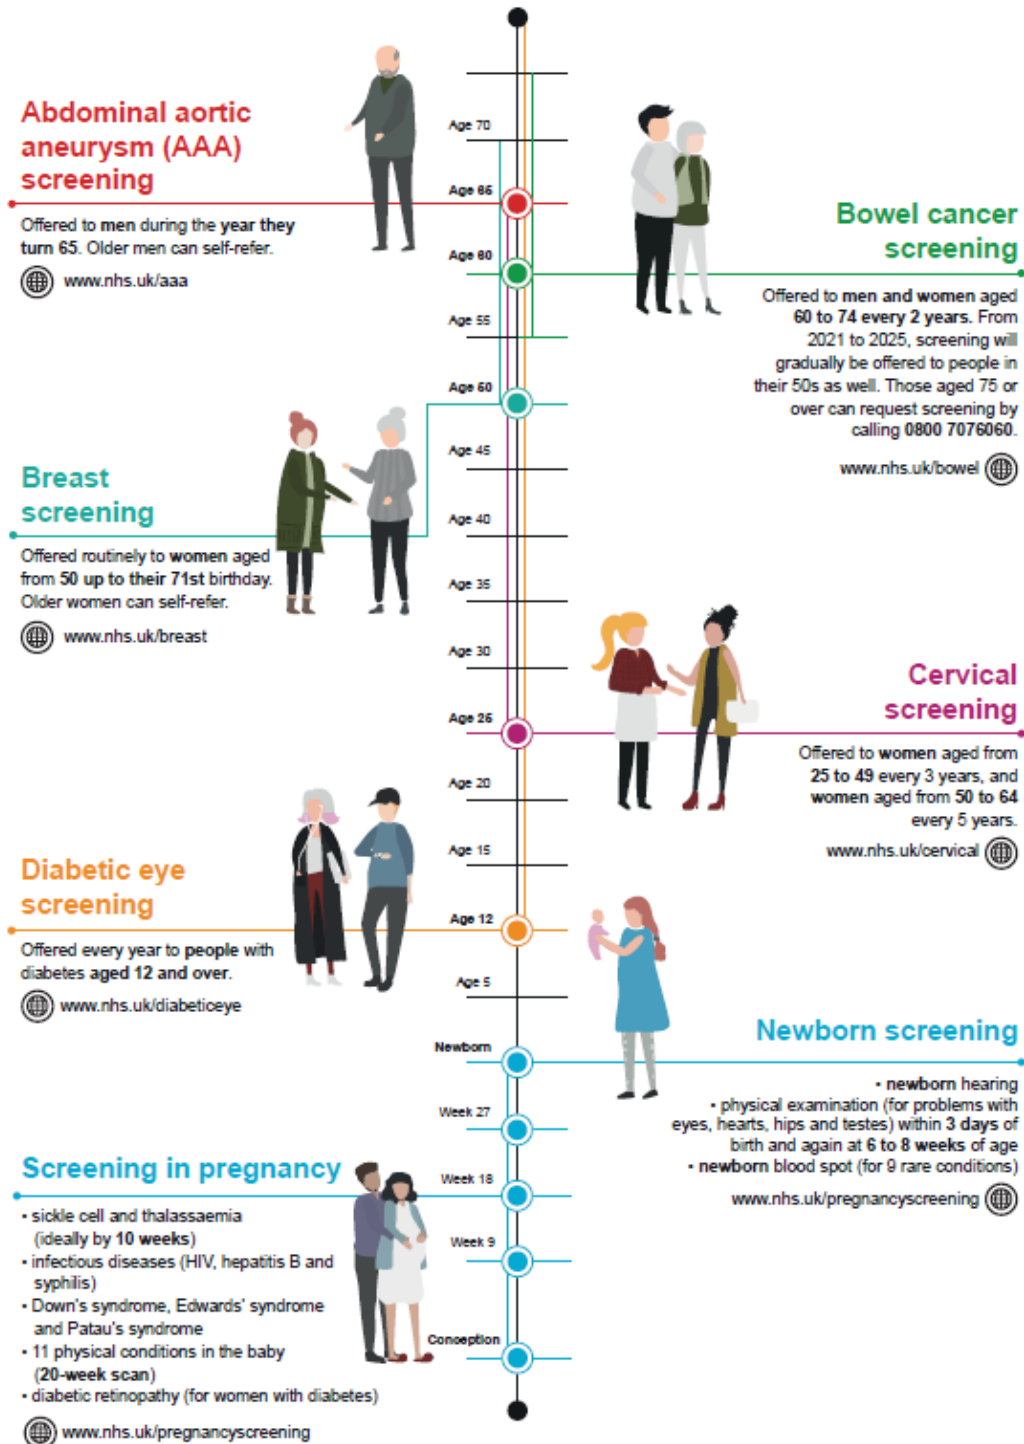 Abdominal aortic
aneurysm (AAA)
screening
Offered to men during the year they
turn 65. Older men can self-refer.
www.nhs.uk/aaa
Bowel cancer
screening
Offered to men and women aged
60 to 74 every 2 years. From
2021 to 2025, screening will
gradually be offered to people in
their 50s as well. Those aged 75 or
over can request screening by
calling 0800 7076060.
www.nhs.uk/bowel
Breast
screening
Offered routinely to women aged
from 50 up to their 71st birthday.
Older women can self-refer.
www.nhs.uk/breast
Cervical
screening
Offered to women aged from
25 to 49 every 3 years, and
women aged from 50 to 64
every 5 years.
www.nhs.uk/cervical
Diabetic eye
screening
Offered every year to people with
diabetes aged 12 and over.
www.nhs.uk/diabeticeye
Newborn screening
• newborn hearing
• physical examination (for problems with
eyes, hearts, hips and testes) within 3 days of
birth and again at 6 to 8 weeks of age
• newborn blood spot (for 9 rare conditions)
www.nhs.uk/pregnancyscreening
Screening in pregnancy
• sickle cell and thalassaemia
(ideally by 10 weeks)
• infectious diseases (HIV, hepatitis B and
syphilis)
• Down's syndrome, Edwards' syndrome
and Patau's syndrome
• 11 physical conditions in the baby
(20-week scan)
• diabetic retinopathy (for women with diabetes)
www.nhs.uk/pregnancyscreening
Age 70
Age 65
Age 60
Age 55
Age 50
Age 45
Age 40
Age 35
Age 30
Age 25
Age 20
Age 15
Age 12
Age 5
Newborn
Week 27
Week 18
Week 9
Conception